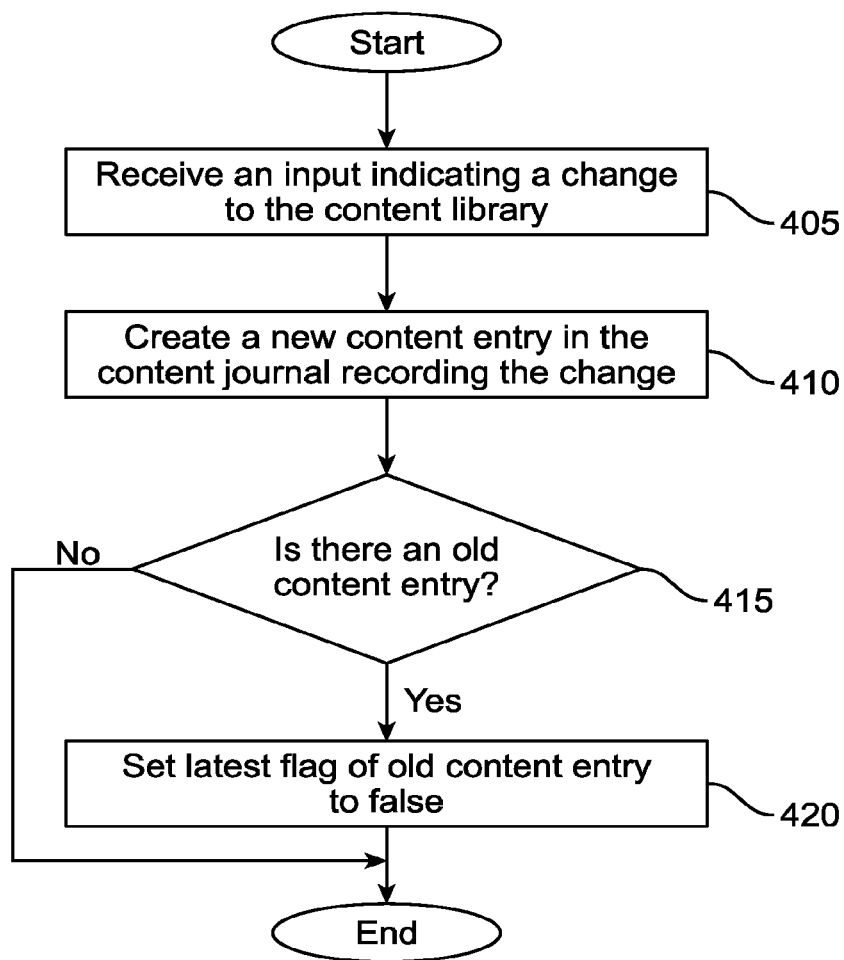 Start
Receive an input indicating a change
to the content library
405
Create a new content entry in the
content journal recording the change
410
No
Is there an old
content entry?
415
Yes
Set latest flag of old content entry
to false
420
End